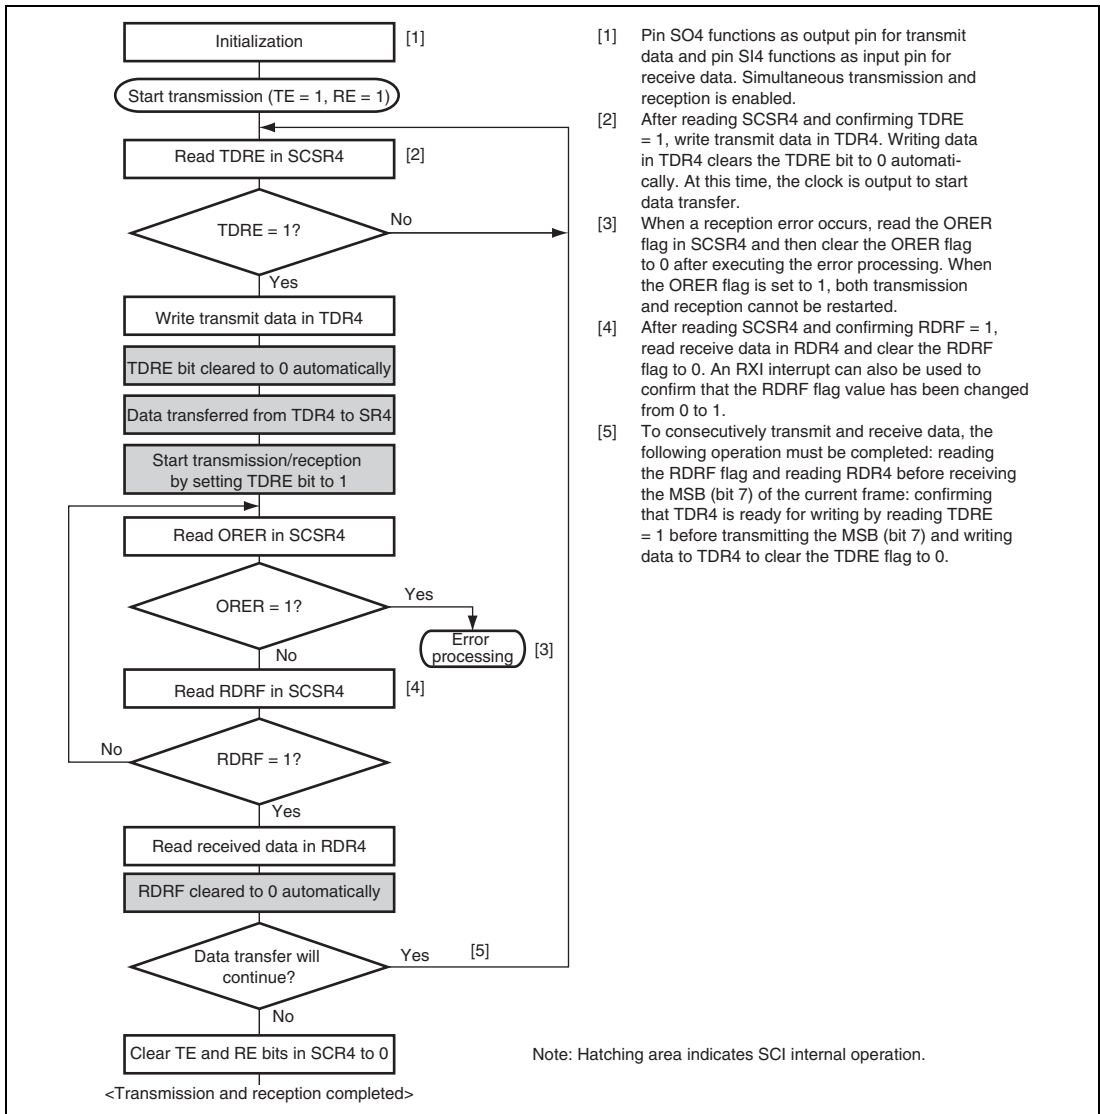 Initialization
[1]
Start transmission (TE = 1, RE = 1)
Read TDRE in SCSR4
[2]
TDRE = 1?
No
Yes
Write transmit data in TDR4
TDRE bit cleared to 0 automatically
Data transferred from TDR4 to SR4
Start transmission/reception
by setting TDRE bit to 1
Read ORER in SCSR4
ORER = 1?
Yes
Error
processing
[3]
No
Read RDRF in SCSR4
[4]
No
RDRF = 1?
Yes
Read received data in RDR4
RDRF cleared to 0 automatically
Data transfer will
continue?
Yes
[5]
No
Clear TE and RE bits in SCR4 to 0
<Transmission and reception completed>
[1] Pin SO4 functions as output pin for transmit
data and pin SI4 functions as input pin for
receive data. Simultaneous transmission and
reception is enabled.
[2] After reading SCSR4 and confirming TDRE
= 1, write transmit data in TDR4. Writing data
in TDR4 clears the TDRE bit to 0 automati-
cally. At this time, the clock is output to start
data transfer.
[3] When a reception error occurs, read the ORER
flag in SCSR4 and then clear the ORER flag
to 0 after executing the error processing. When
the ORER flag is set to 1, both transmission
and reception cannot be restarted.
[4] After reading SCSR4 and confirming RDRF = 1,
read receive data in RDR4 and clear the RDRF
flag to 0. An RXI interrupt can also be used to
confirm that the RDRF flag value has been changed
from 0 to 1.
[5] To consecutively transmit and receive data, the
following operation must be completed: reading
the RDRF flag and reading RDR4 before receiving
the MSB (bit 7) of the current frame: confirming
that TDR4 is ready for writing by reading TDRE
= 1 before transmitting the MSB (bit 7) and writing
data to TDR4 to clear the TDRE flag to 0.
Note: Hatching area indicates SCI internal operation.